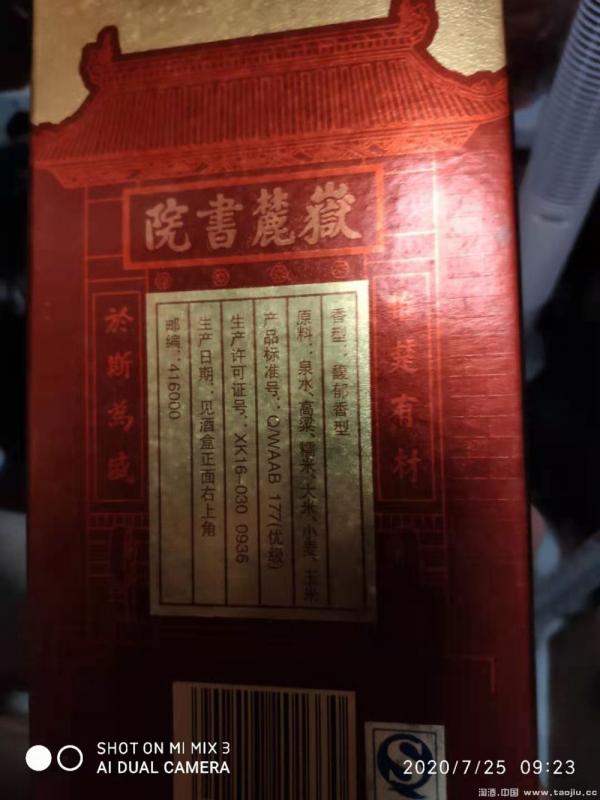 嶽麓書院
惟楚有材
於斯為盛
香型：馥郁香型
原料：泉水、高粱、糯米、大米、小麦、玉米
产品标准号：Q/WAAB 177(优级)
生产许可证号：XK16-030 0936
生产日期：见酒盒正面右上角
邮编：416000
SHOT ON MI MIX 3
AI DUAL CAMERA
2020/7/25 09:23
淘酒.中国 www.taojiu.cc